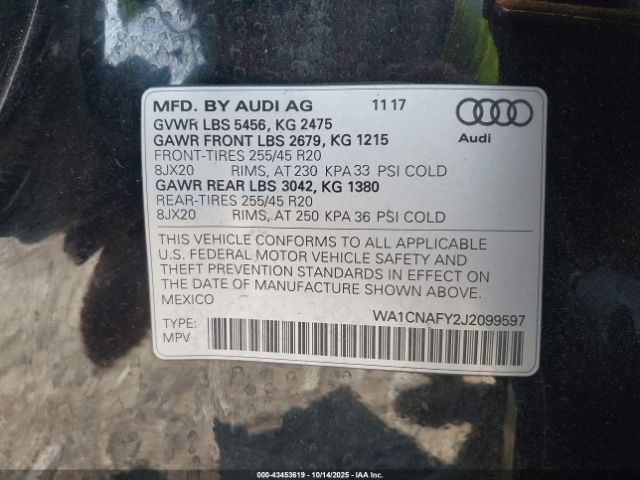 MFD. BY AUDI AG 11 17
GVWR LBS 5456, KG 2475
GAWR FRONT LBS 2679, KG 1215
FRONT-TIRES 255/45 R20
8JX20 RIMS, AT 230 KPA 33 PSI COLD
GAWR REAR LBS 3042, KG 1380
REAR-TIRES 255/45 R20
8JX20 RIMS, AT 250 KPA 36 PSI COLD
Audi
THIS VEHICLE CONFORMS TO ALL APPLICABLE
U.S. FEDERAL MOTOR VEHICLE SAFETY AND
THEFT PREVENTION STANDARDS IN EFFECT ON
THE DATE OF MANUFACTURE SHOWN ABOVE.
MEXICO
WA1CNAFY2J2099597
TYPE:
MPV
000-43453619 - 10/14/2025 - IAA Inc.